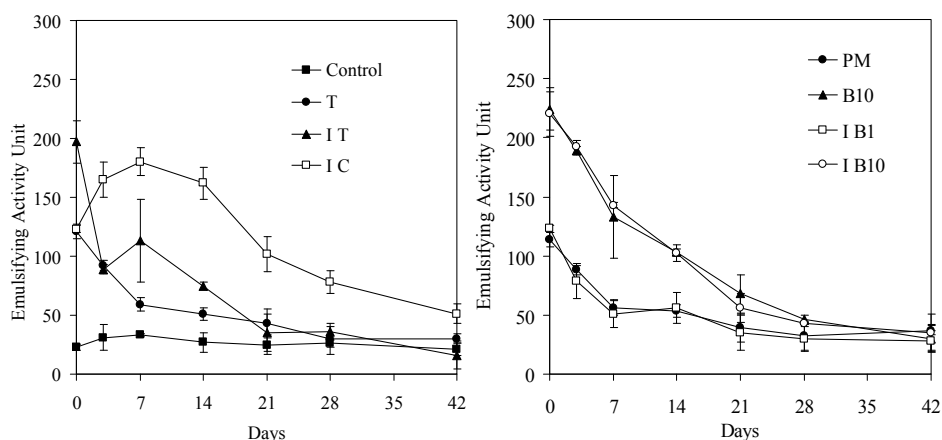 300
250
200
150
100
50
0
Emulsifying Activity Unit
Control
T
I T
I C
0 7 14 21 28 35 42
Days
300
250
200
150
100
50
0
Emulsifying Activity Unit
PM
B10
I B1
I B10
0 7 14 21 28 35 42
Days